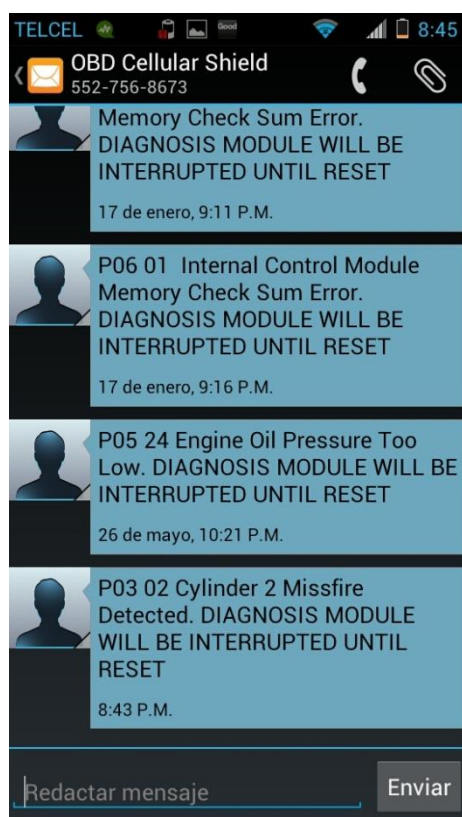 TELCEL Good 8:45
OBD Cellular Shield
552-756-8673
Memory Check Sum Error.
DIAGNOSIS MODULE WILL BE
INTERRUPTED UNTIL RESET
17 de enero, 9:11 P.M.
P06 01 Internal Control Module
Memory Check Sum Error.
DIAGNOSIS MODULE WILL BE
INTERRUPTED UNTIL RESET
17 de enero, 9:16 P.M.
P05 24 Engine Oil Pressure Too
Low. DIAGNOSIS MODULE WILL BE
INTERRUPTED UNTIL RESET
26 de mayo, 10:21 P.M.
P03 02 Cylinder 2 Missfire
Detected. DIAGNOSIS MODULE
WILL BE INTERRUPTED UNTIL
RESET
8:43 P.M.
Redactar mensaje Enviar